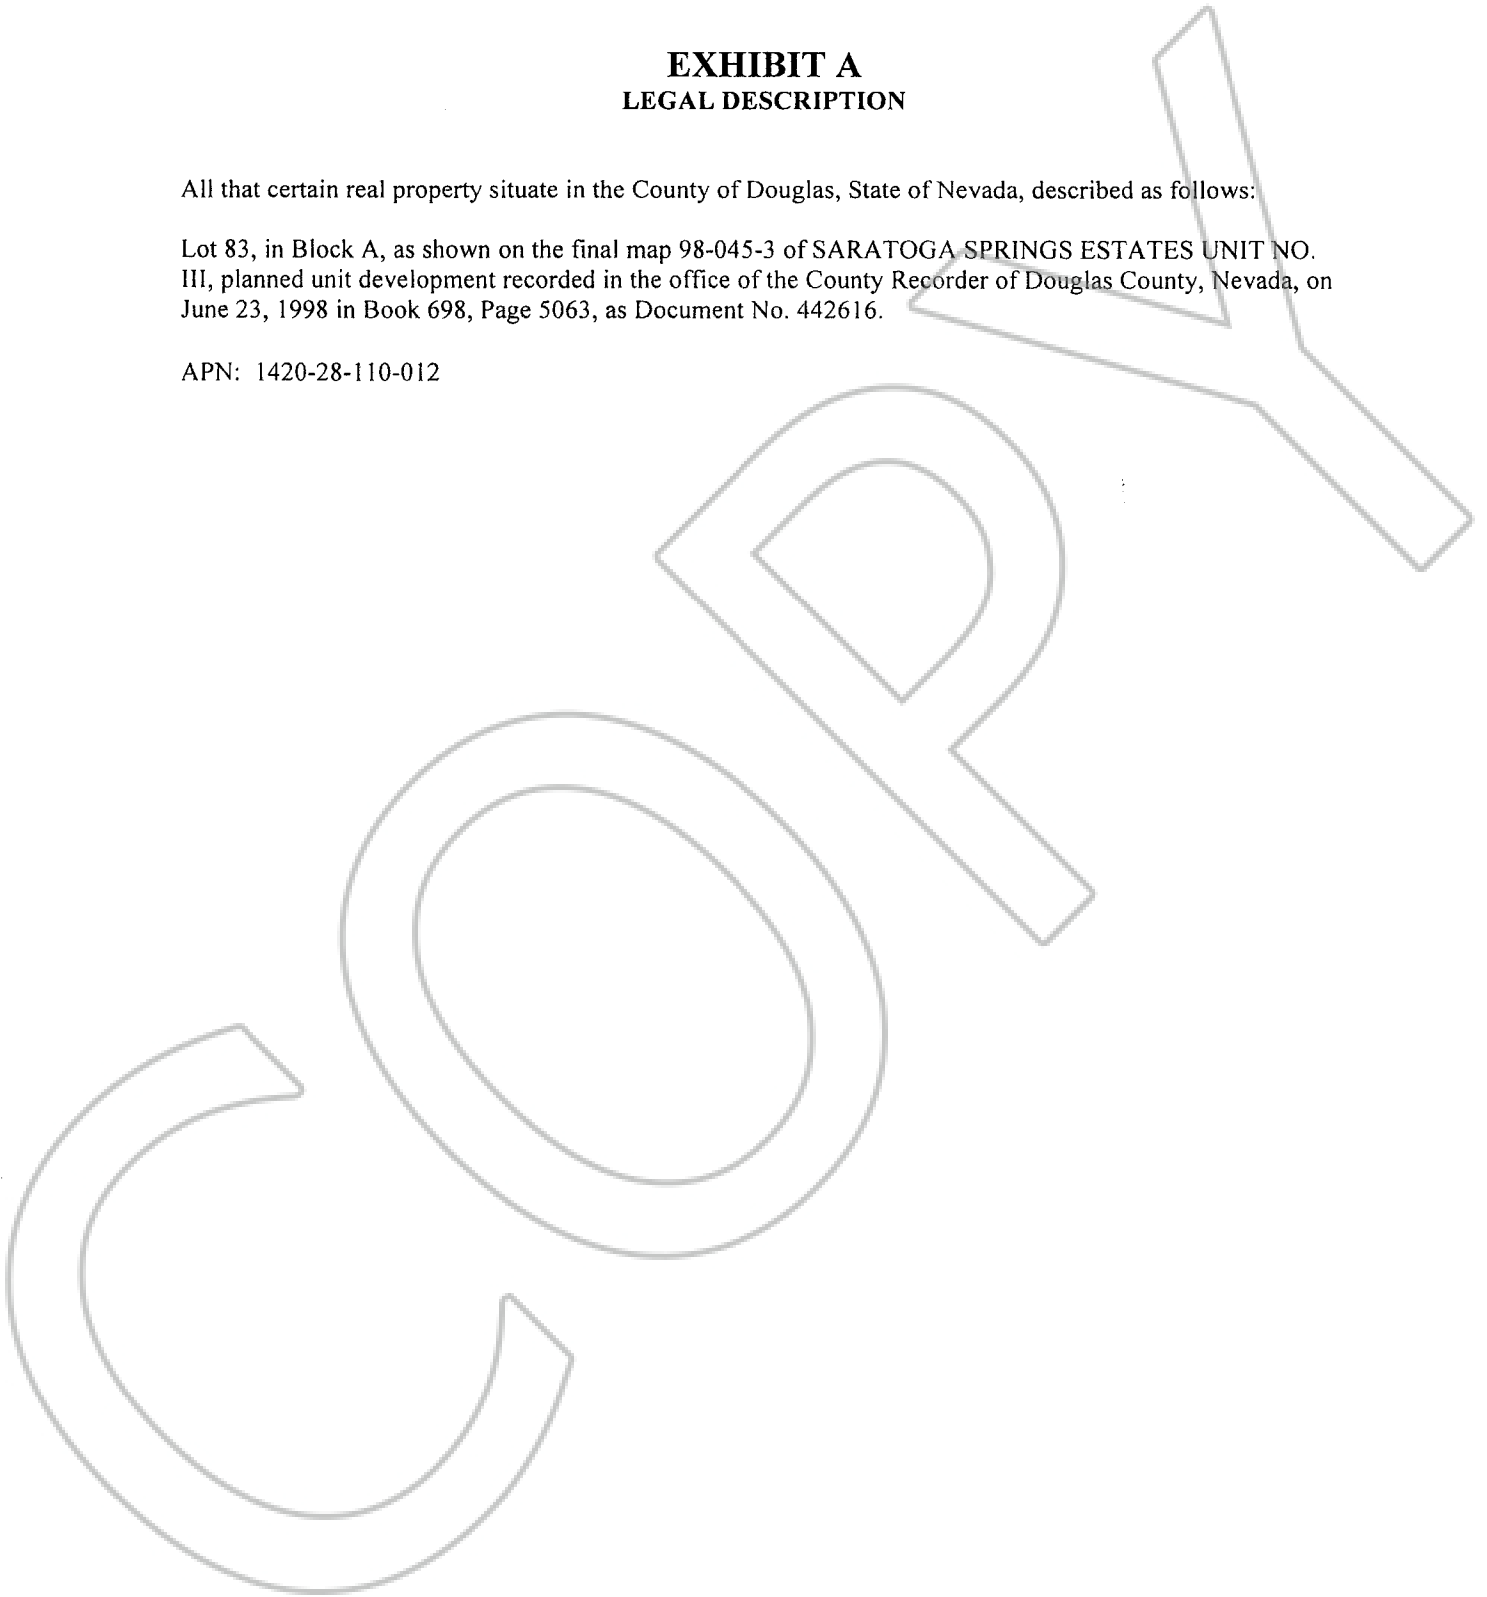 EXHIBIT A
LEGAL DESCRIPTION
All that certain real property situate in the County of Douglas, State of Nevada, described as follows:
Lot 83, in Block A, as shown on the final map 98-045-3 of SARATOGA SPRINGS ESTATES UNIT NO.
III, planned unit development recorded in the office of the County Recorder of Douglas County, Nevada, on
June 23, 1998 in Book 698, Page 5063, as Document No. 442616.
APN: 1420-28-110-012
COPY